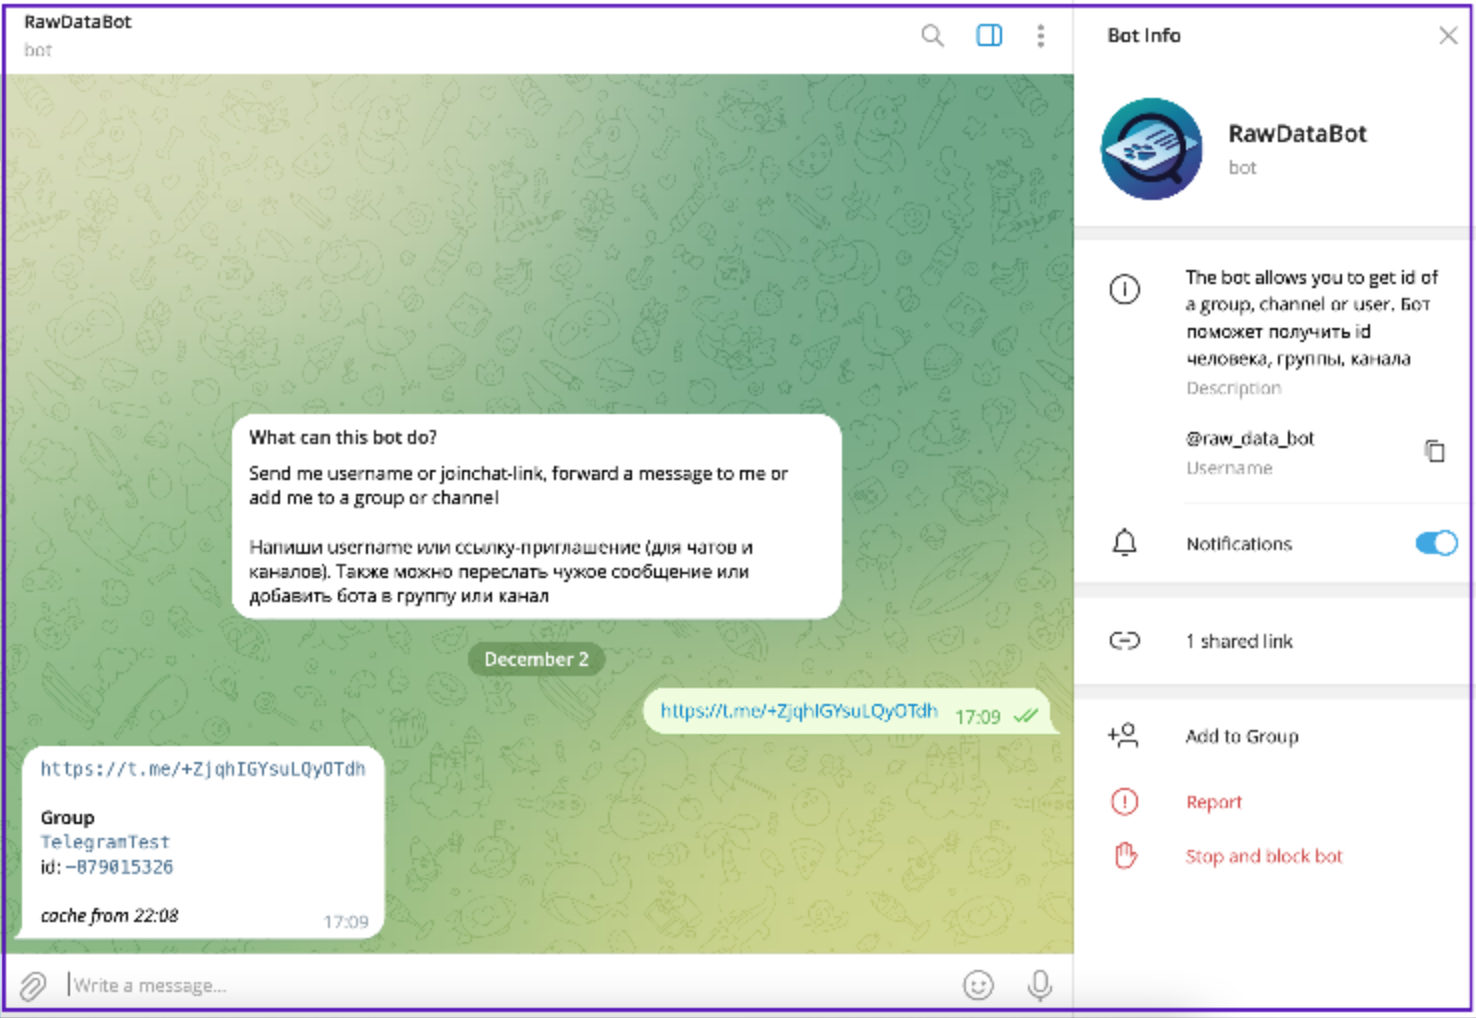 RawDataBot
bot
What can this bot do?
Send me username or joinchat-link, forward a message to me or
add me to a group or channel
Напиши username или ссылку-приглашение (для чатов и
каналов). Также можно переслать чужое сообщение или
добавить бота в группу или канал
December 2
https://t.me/+ZjqhIGYsuLQyOTdh 17:09
https://t.me/+ZjqhIGYsuLQyOTdh
Group
TelegramTest
id: -879015326
cache from 22:08 17:09
Write a message...
Bot Info
RawDataBot
bot
The bot allows you to get id of
a group, channel or user. Бот
поможет получить id
человека, группы, канала
Description
@raw_data_bot
Username
Notifications
1 shared link
Add to Group
Report
Stop and block bot